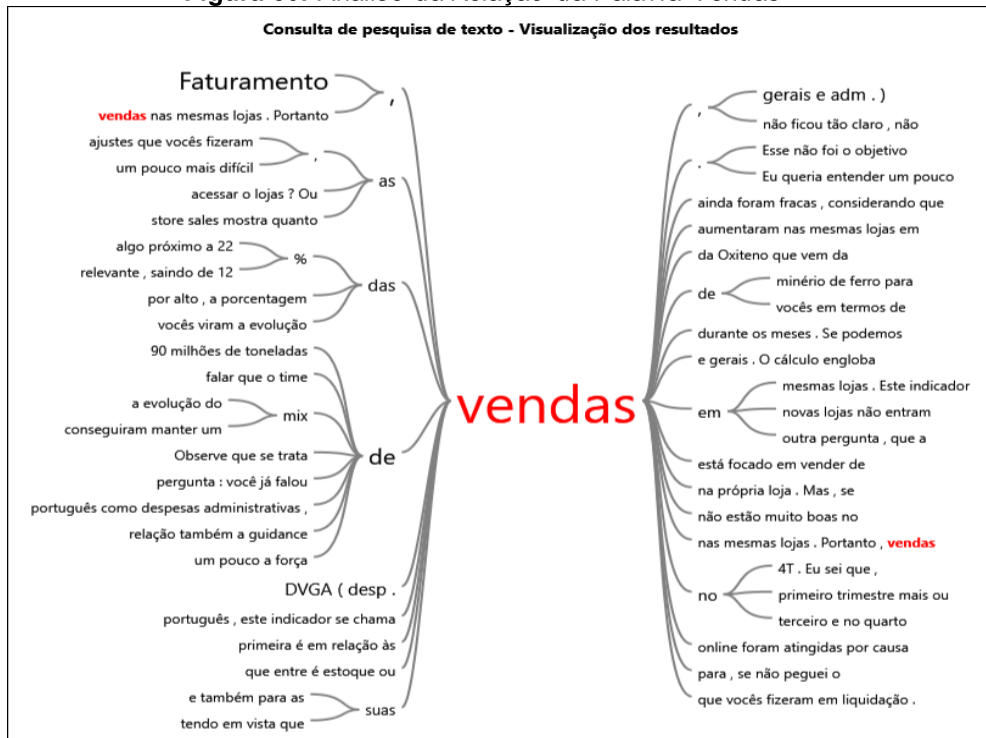 Consulta de pesquisa de texto - Visualização dos resultados
Faturamento
vendas nas mesmas lojas . Portanto
,
ajustes que vocês fizeram
um pouco mais difícil
,
acessar o lojas ? Ou
store sales mostra quanto
as
algo próximo a 22
relevante , saindo de 12
%
por alto , a porcentagem
vocês viram a evolução
das
90 milhões de toneladas
falar que o time
a evolução do
conseguiram manter um
mix
Observe que se trata
pergunta : você já falou
português como despesas administrativas ,
relação também a guidance
um pouco a força
de
DVGA ( desp .
português , este indicador se chama
primeira é em relação às
que entre é estoque ou
e também para as
tendo em vista que
suas
vendas
,
gerais e adm . )
não ficou tão claro , não
.
Esse não foi o objetivo
Eu queria entender um pouco
ainda foram fracas , considerando que
aumentaram nas mesmas lojas em
da Oxiteno que vem da
de
minério de ferro para
vocês em termos de
durante os meses . Se podemos
e gerais . O cálculo engloba
em
mesmas lojas . Este indicador
novas lojas não entram
outra pergunta , que a
está focado em vender de
na própria loja . Mas , se
não estão muito boas no
nas mesmas lojas . Portanto , vendas
no
4T . Eu sei que ,
primeiro trimestre mais ou
terceiro e no quarto
online foram atingidas por causa
para , se não peguei o
que vocês fizeram em liquidação .